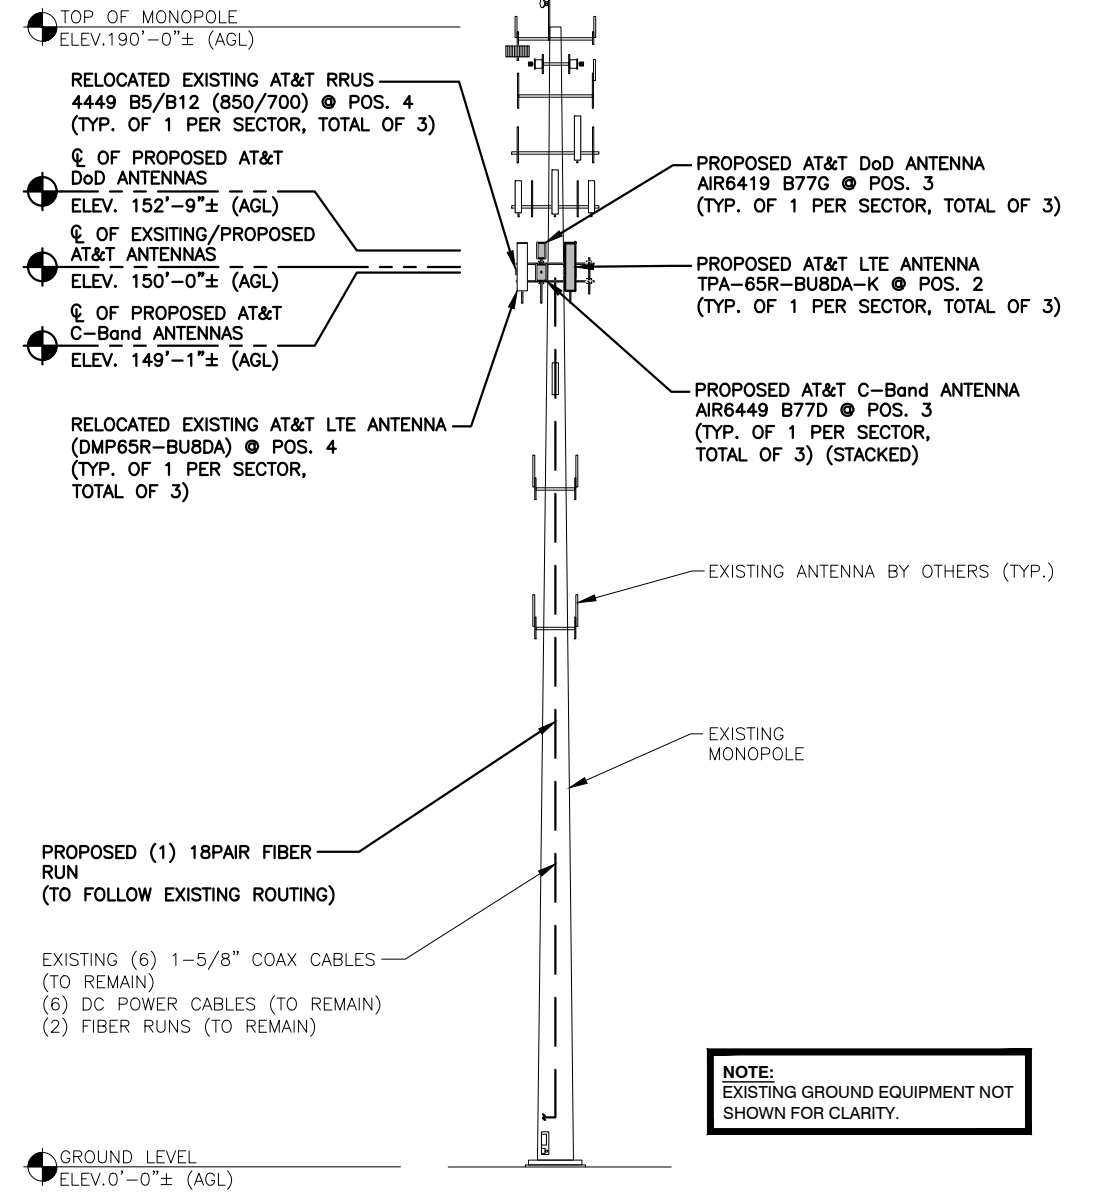 TOP OF MONOPOLE
ELEV.190'-0"± (AGL)
RELOCATED EXISTING AT&T RRUS
4449 B5/B12 (850/700) @ POS. 4
(TYP. OF 1 PER SECTOR, TOTAL OF 3)
℄ OF PROPOSED AT&T
DoD ANTENNAS
ELEV. 152'-9"± (AGL)
℄ OF EXSITING/PROPOSED
AT&T ANTENNAS
ELEV. 150'-0"± (AGL)
℄ OF PROPOSED AT&T
C-Band ANTENNAS
ELEV. 149'-1"± (AGL)
RELOCATED EXISTING AT&T LTE ANTENNA
(DMP65R-BU8DA) @ POS. 4
(TYP. OF 1 PER SECTOR,
TOTAL OF 3)
PROPOSED AT&T DoD ANTENNA
AIR6419 B77G @ POS. 3
(TYP. OF 1 PER SECTOR, TOTAL OF 3)
PROPOSED AT&T LTE ANTENNA
TPA-65R-BU8DA-K @ POS. 2
(TYP. OF 1 PER SECTOR, TOTAL OF 3)
PROPOSED AT&T C-Band ANTENNA
AIR6449 B77D @ POS. 3
(TYP. OF 1 PER SECTOR,
TOTAL OF 3) (STACKED)
EXISTING ANTENNA BY OTHERS (TYP.)
EXISTING
MONOPOLE
PROPOSED (1) 18PAIR FIBER
RUN
(TO FOLLOW EXISTING ROUTING)
EXISTING (6) 1-5/8" COAX CABLES
(TO REMAIN)
(6) DC POWER CABLES (TO REMAIN)
(2) FIBER RUNS (TO REMAIN)
NOTE:
EXISTING GROUND EQUIPMENT NOT
SHOWN FOR CLARITY.
GROUND LEVEL
ELEV.0'-0"± (AGL)